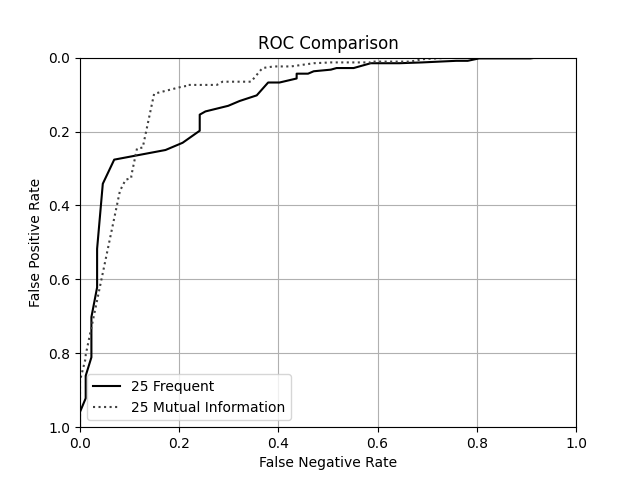 ROC Comparison
False Positive Rate
0.0
0.2
0.4
0.6
0.8
1.0
25 Frequent
25 Mutual Information
0.0 0.2 0.4 0.6 0.8 1.0
False Negative Rate